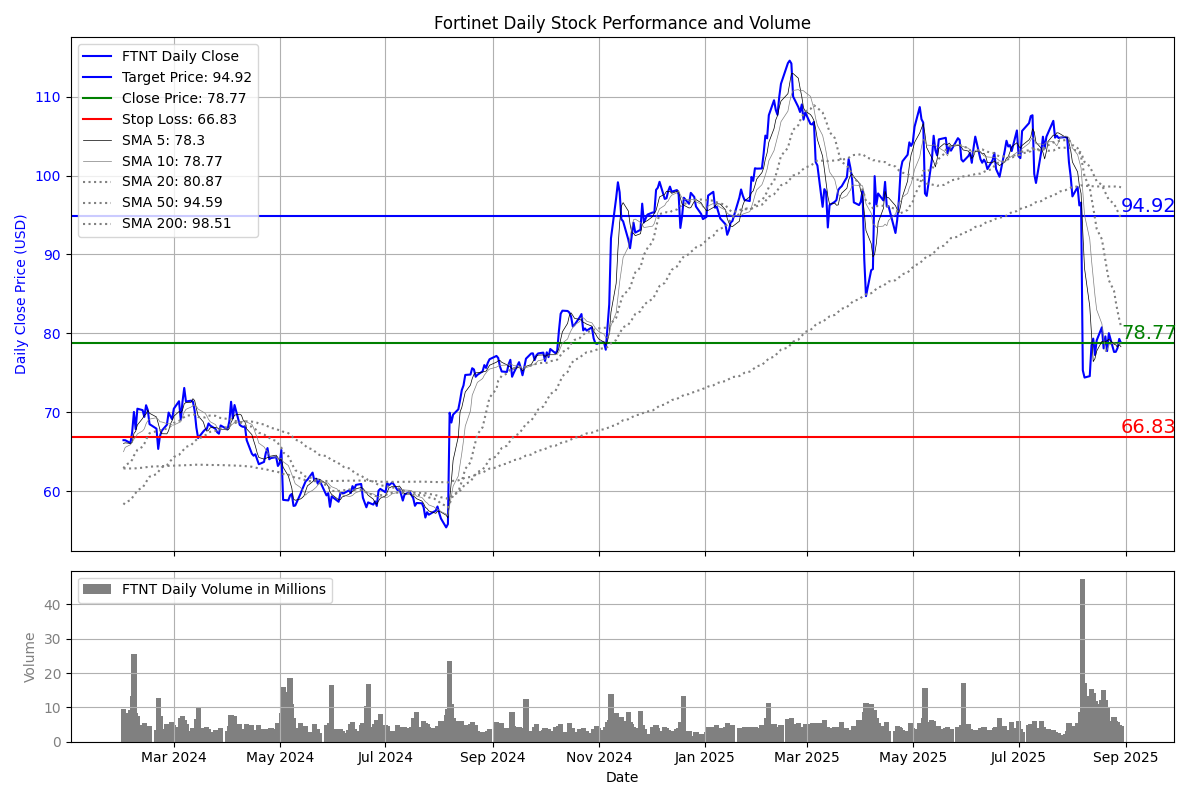 Fortinet Daily Stock Performance and Volume
FTNT Daily Close
Target Price: 94.92
Close Price: 78.77
Stop Loss: 66.83
SMA 5: 78.3
SMA 10: 78.77
SMA 20: 80.87
SMA 50: 94.59
SMA 200: 98.51
Daily Close Price (USD)
110
100
90
80
70
60
94.92
78.77
66.83
FTNT Daily Volume in Millions
Volume
40
30
20
10
0
Mar 2024 May 2024 Jul 2024 Sep 2024 Nov 2024 Jan 2025 Mar 2025 May 2025 Jul 2025 Sep 2025
Date